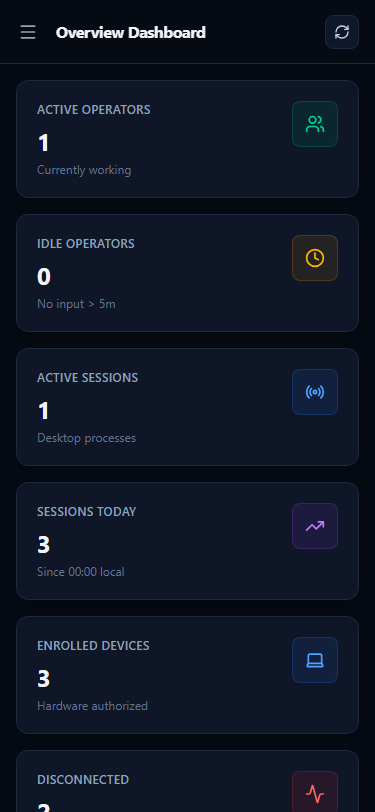 Overview Dashboard
ACTIVE OPERATORS
1
Currently working
IDLE OPERATORS
0
No input > 5m
ACTIVE SESSIONS
1
Desktop processes
SESSIONS TODAY
3
Since 00:00 local
ENROLLED DEVICES
3
Hardware authorized
DISCONNECTED